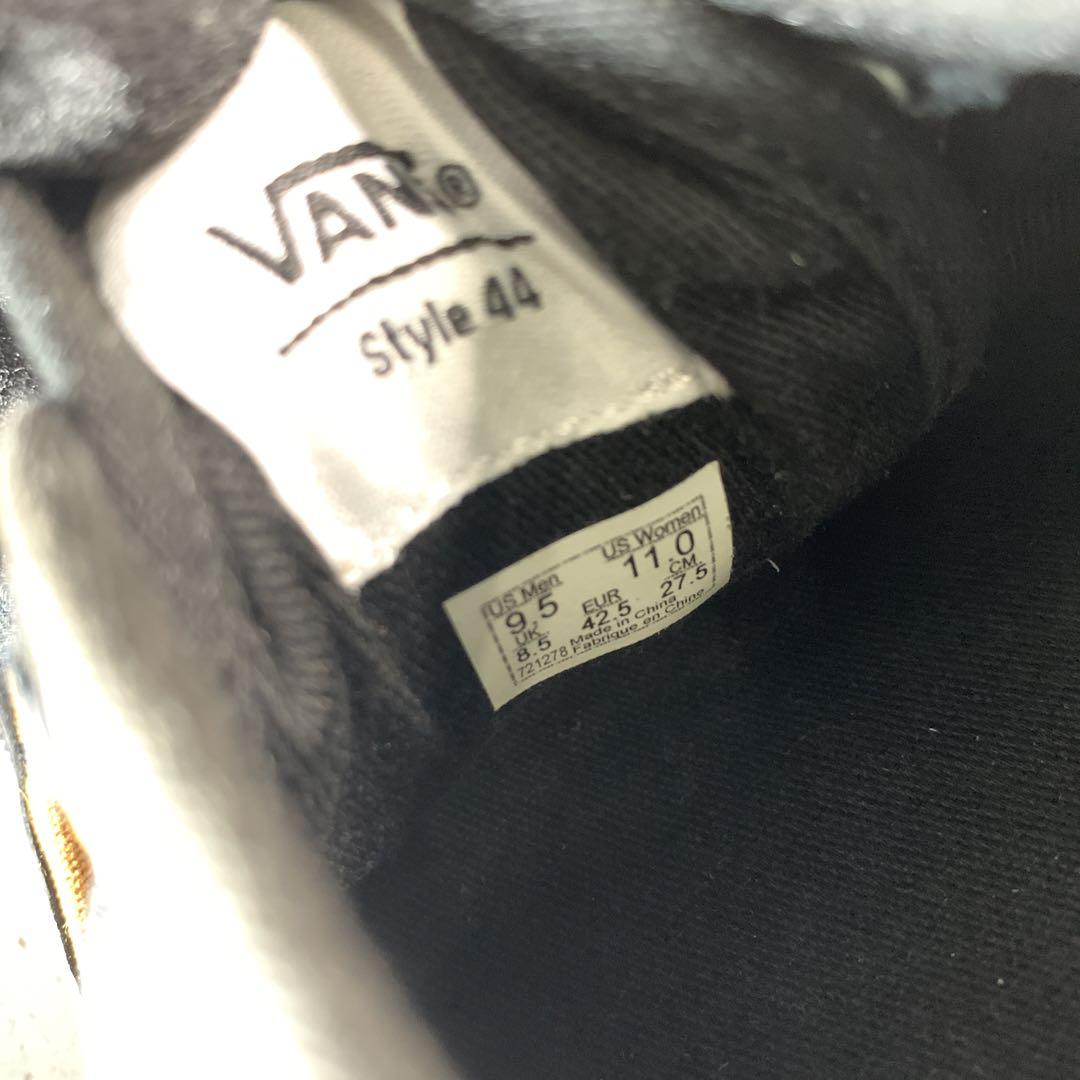 VANS®
Style 44
US Men US Women
9.5 11.0
UK EUR CM
8.5 42.5 27.5
721278 Made in China
Fabrique en Chine